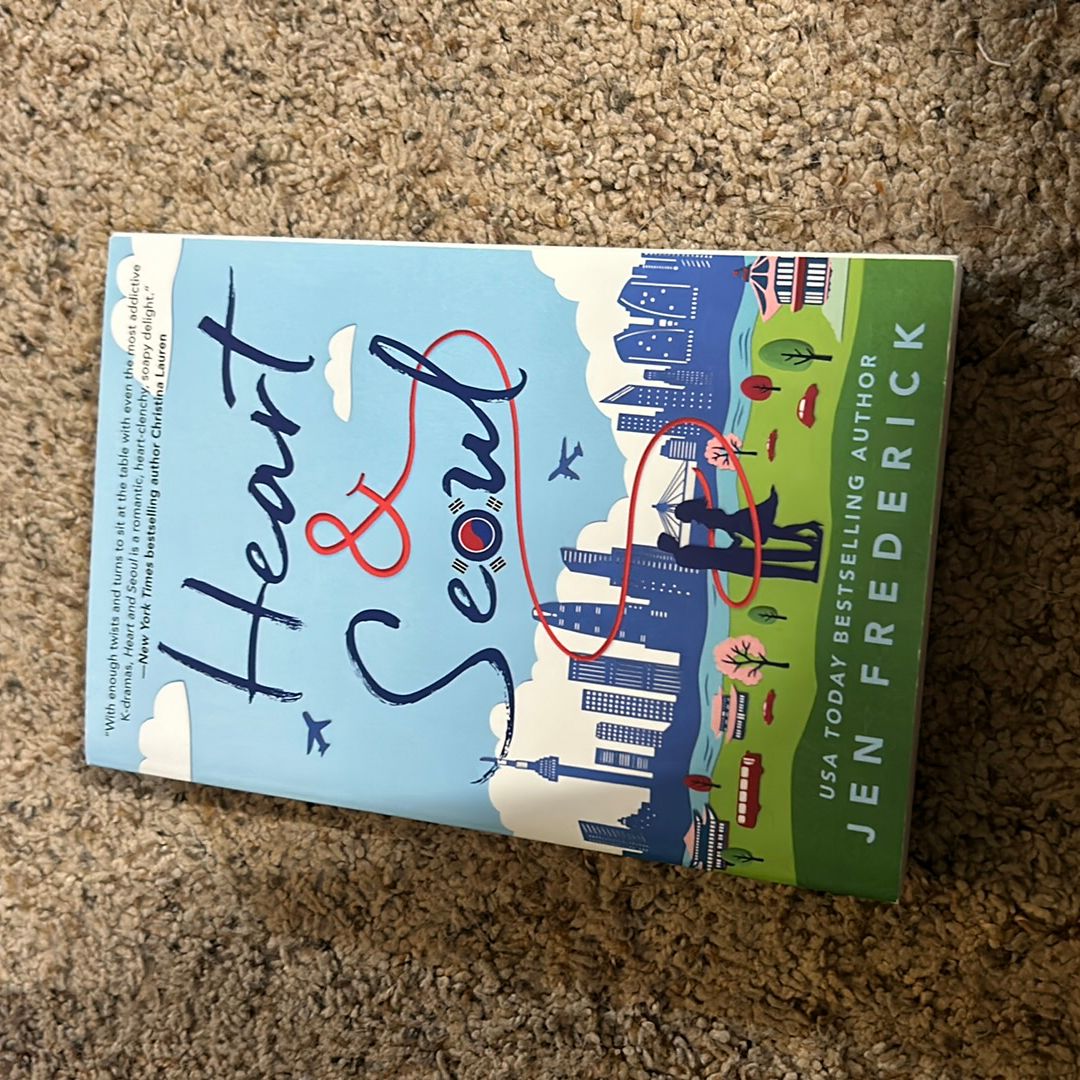 "With enough twists and turns to sit at the table with even the most addictive
K-dramas, Heart and Seoul is a romantic, heart-clenchy, soapy delight."
—New York Times bestselling author Christina Lauren
Heart
&
Seoul
USA TODAY BESTSELLING AUTHOR
JEN FREDERICK